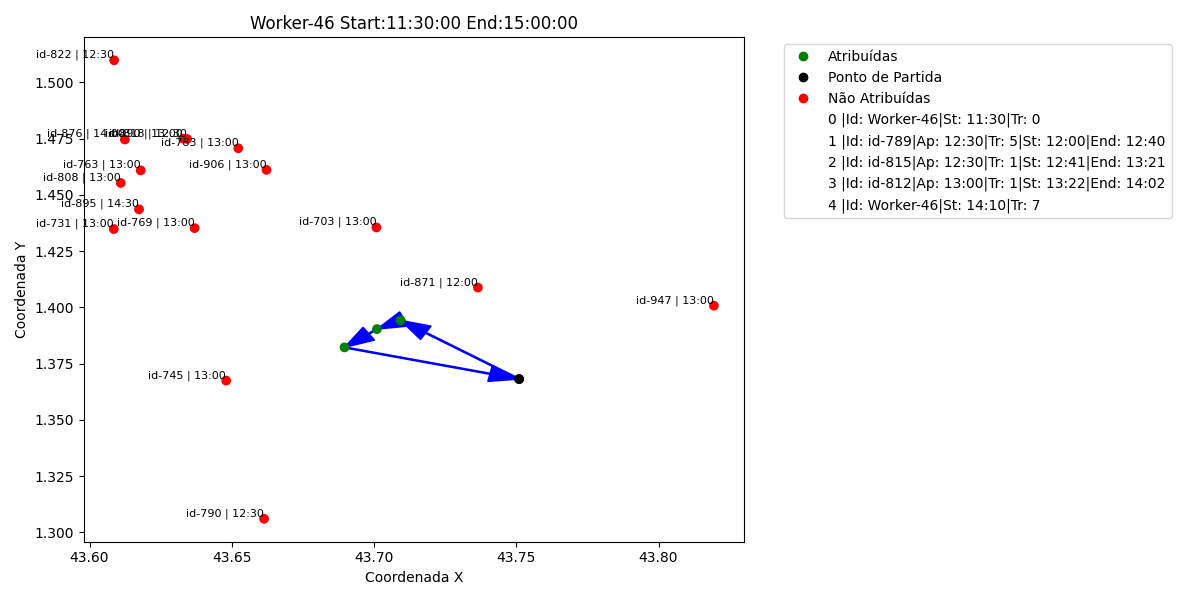 Worker-46 Start:11:30:00 End:15:00:00
id-822 | 12:30
id-876 | 14:00
id-783 | 13:00
id-763 | 13:00
id-906 | 13:00
id-808 | 13:00
id-895 | 14:30
id-731 | 13:00
id-769 | 13:00
id-703 | 13:00
id-871 | 12:00
id-947 | 13:00
id-745 | 13:00
id-790 | 12:30
1.500
1.475
1.450
1.425
1.400
1.375
1.350
1.325
1.300
Coordenada Y
43.60
43.65
43.70
43.75
43.80
Coordenada X
Atribuídas
Ponto de Partida
Não Atribuídas
0 |Id: Worker-46|St: 11:30|Tr: 0
1 |Id: id-789|Ap: 12:30|Tr: 5|St: 12:00|End: 12:40
2 |Id: id-815|Ap: 12:30|Tr: 1|St: 12:41|End: 13:21
3 |Id: id-812|Ap: 13:00|Tr: 1|St: 13:22|End: 14:02
4 |Id: Worker-46|St: 14:10|Tr: 7